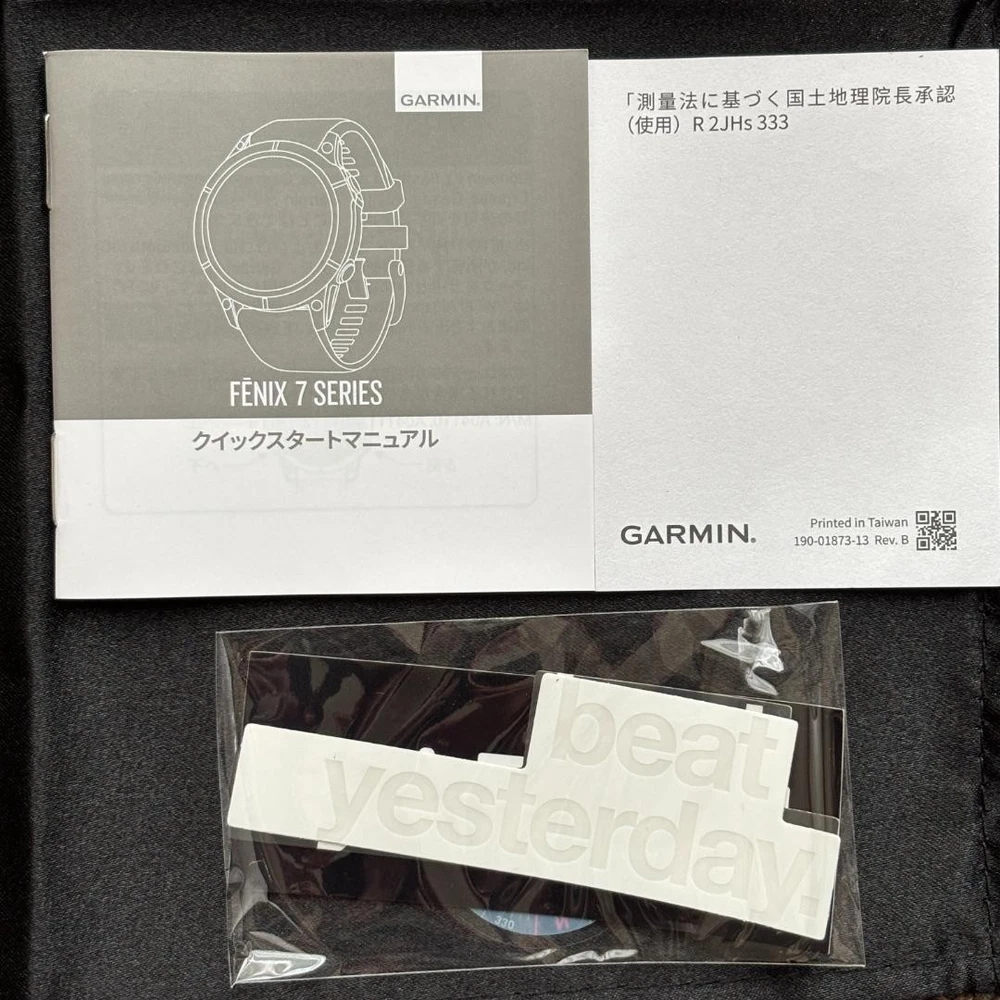 GARMIN.
FĒNIX 7 SERIES
クイックスタートマニュアル
「測量法に基づく国土地理院長承認
（使用）R 2JHs 333
GARMIN.
Printed in Taiwan
190-01873-13 Rev. B
beat
yesterday.
330